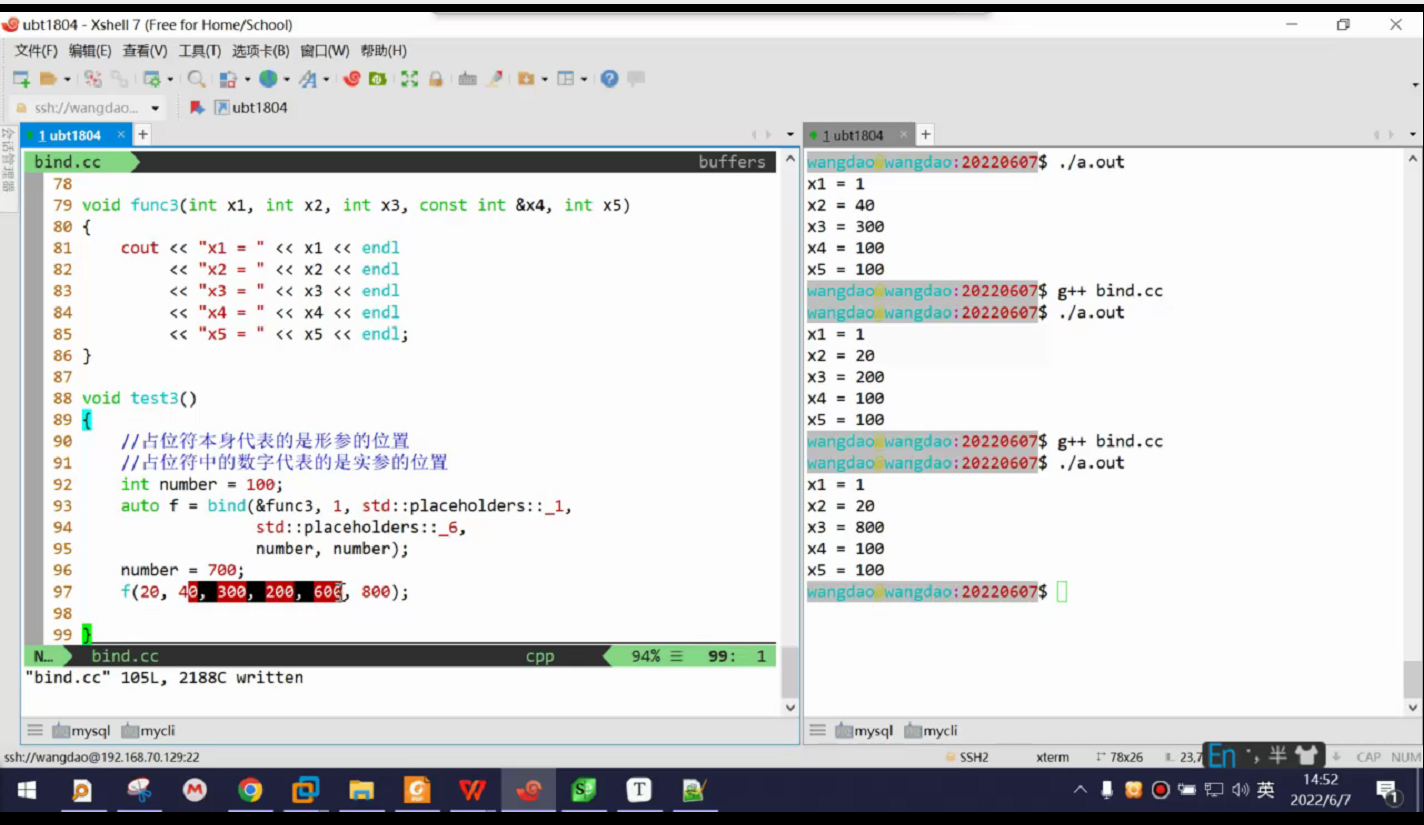 ubt1804 - Xshell 7 (Free for Home/School)
文件(F) 编辑(E) 查看(V) 工具(T) 选项卡(B) 窗口(W) 帮助(H)
ssh://wangdao... ubt1804
会话管理器
1 ubt1804 × +
bind.cc buffers
78
79 void func3(int x1, int x2, int x3, const int &x4, int x5)
80 {
81 cout << "x1 = " << x1 << endl
82 << "x2 = " << x2 << endl
83 << "x3 = " << x3 << endl
84 << "x4 = " << x4 << endl
85 << "x5 = " << x5 << endl;
86 }
87
88 void test3()
89 {
90 //占位符本身代表的是形参的位置
91 //占位符中的数字代表的是实参的位置
92 int number = 100;
93 auto f = bind(&func3, 1, std::placeholders::_1,
94 std::placeholders::_6,
95 number, number);
96 number = 700;
97 f(20, 40, 300, 200, 600, 800);
98
99 }
N… bind.cc cpp 94% ☰ 99: 1
"bind.cc" 105L, 2188C written
mysql mycli
1 ubt1804 × +
wangdao@wangdao:20220607$ ./a.out
x1 = 1
x2 = 40
x3 = 300
x4 = 100
x5 = 100
wangdao@wangdao:20220607$ g++ bind.cc
wangdao@wangdao:20220607$ ./a.out
x1 = 1
x2 = 20
x3 = 200
x4 = 100
x5 = 100
wangdao@wangdao:20220607$ g++ bind.cc
wangdao@wangdao:20220607$ ./a.out
x1 = 1
x2 = 20
x3 = 800
x4 = 100
x5 = 100
wangdao@wangdao:20220607$
mysql mycli
ssh://wangdao@192.168.70.129:22 SSH2 xterm 78x26 23,7 En 半 CAP NUM
英 14:52
2022/6/7